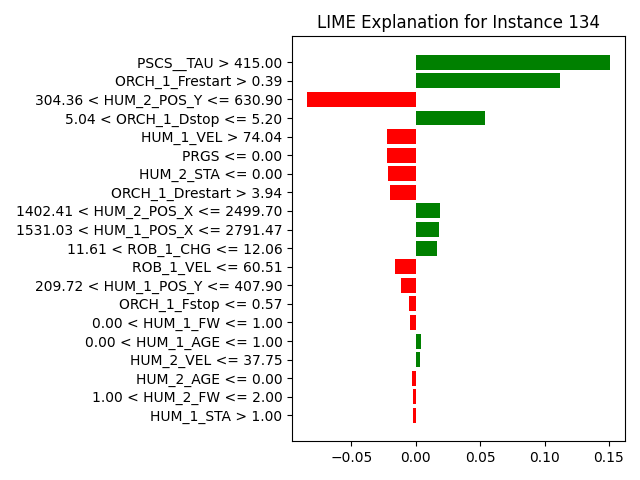 LIME Explanation for Instance 134
PSCS__TAU > 415.00
ORCH_1_Frestart > 0.39
304.36 < HUM_2_POS_Y <= 630.90
5.04 < ORCH_1_Dstop <= 5.20
HUM_1_VEL > 74.04
PRGS <= 0.00
HUM_2_STA <= 0.00
ORCH_1_Drestart > 3.94
1402.41 < HUM_2_POS_X <= 2499.70
1531.03 < HUM_1_POS_X <= 2791.47
11.61 < ROB_1_CHG <= 12.06
ROB_1_VEL <= 60.51
209.72 < HUM_1_POS_Y <= 407.90
ORCH_1_Fstop <= 0.57
0.00 < HUM_1_FW <= 1.00
0.00 < HUM_1_AGE <= 1.00
HUM_2_VEL <= 37.75
HUM_2_AGE <= 0.00
1.00 < HUM_2_FW <= 2.00
HUM_1_STA > 1.00
−0.05 0.00 0.05 0.10 0.15